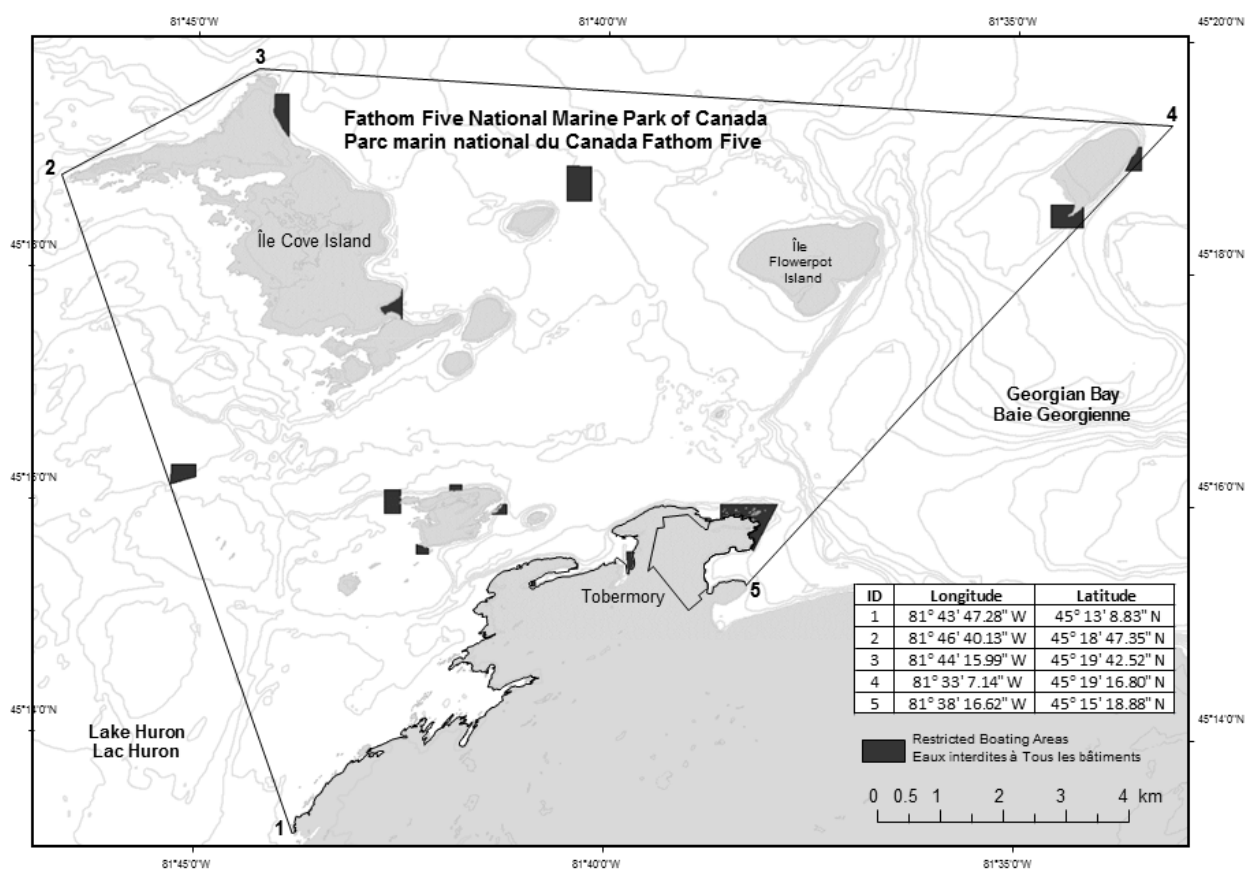 81°45'0"W 81°40'0"W 81°35'0"W 45°20'0"N
3
Fathom Five National Marine Park of Canada
Parc marin national du Canada Fathom Five
4
2
Île Cove Island
Île
Flowerpot
Island
45°18'0"N
45°18'0"N
Georgian Bay
Baie Georgienne
45°16'0"N
45°16'0"N
Tobermory
5
ID Longitude Latitude
1 81° 43' 47.28" W 45° 13' 8.83" N
2 81° 46' 40.13" W 45° 18' 47.35" N
3 81° 44' 15.99" W 45° 19' 42.52" N
4 81° 33' 7.14" W 45° 19' 16.80" N
5 81° 38' 16.62" W 45° 15' 18.88" N
45°14'0"N
45°14'0"N
Lake Huron
Lac Huron
Restricted Boating Areas
Eaux interdites à Tous les bâtiments
0 0.5 1 2 3 4 km
1
81°45'0"W 81°40'0"W 81°35'0"W